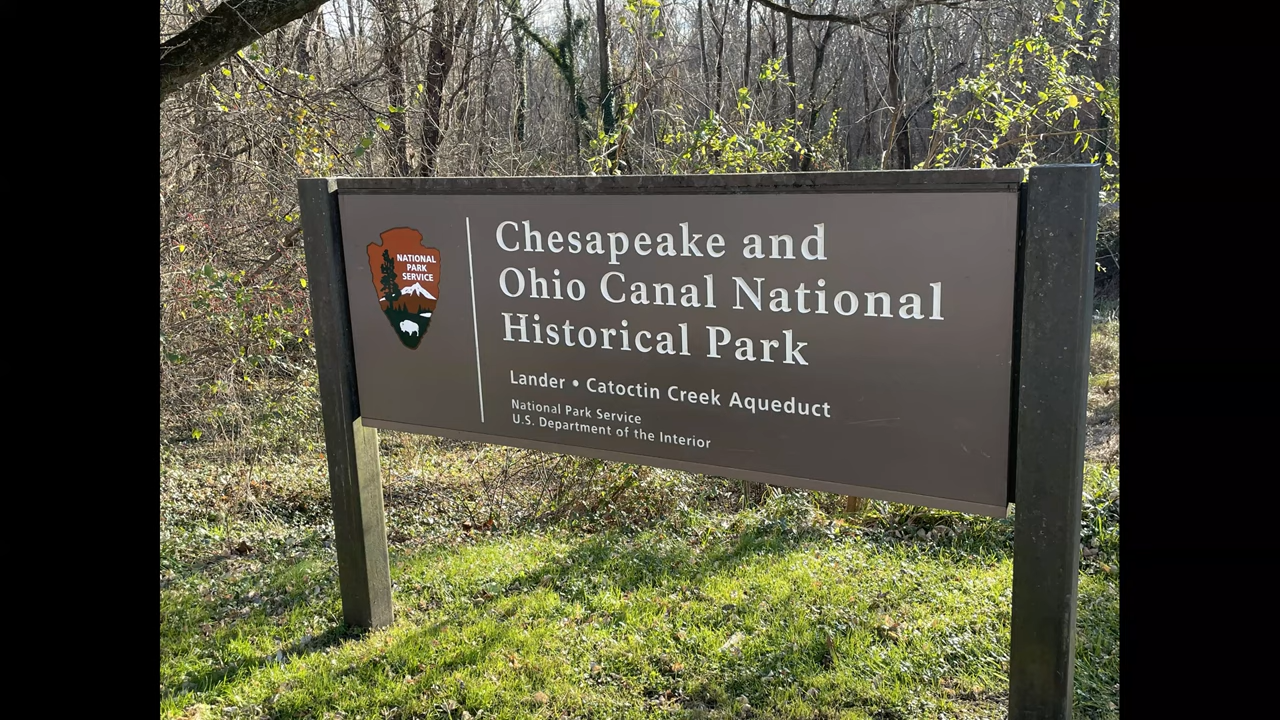 NATIONAL
PARK
SERVICE
Chesapeake and
Ohio Canal National
Historical Park
Lander • Catoctin Creek Aqueduct
National Park Service
U.S. Department of the Interior